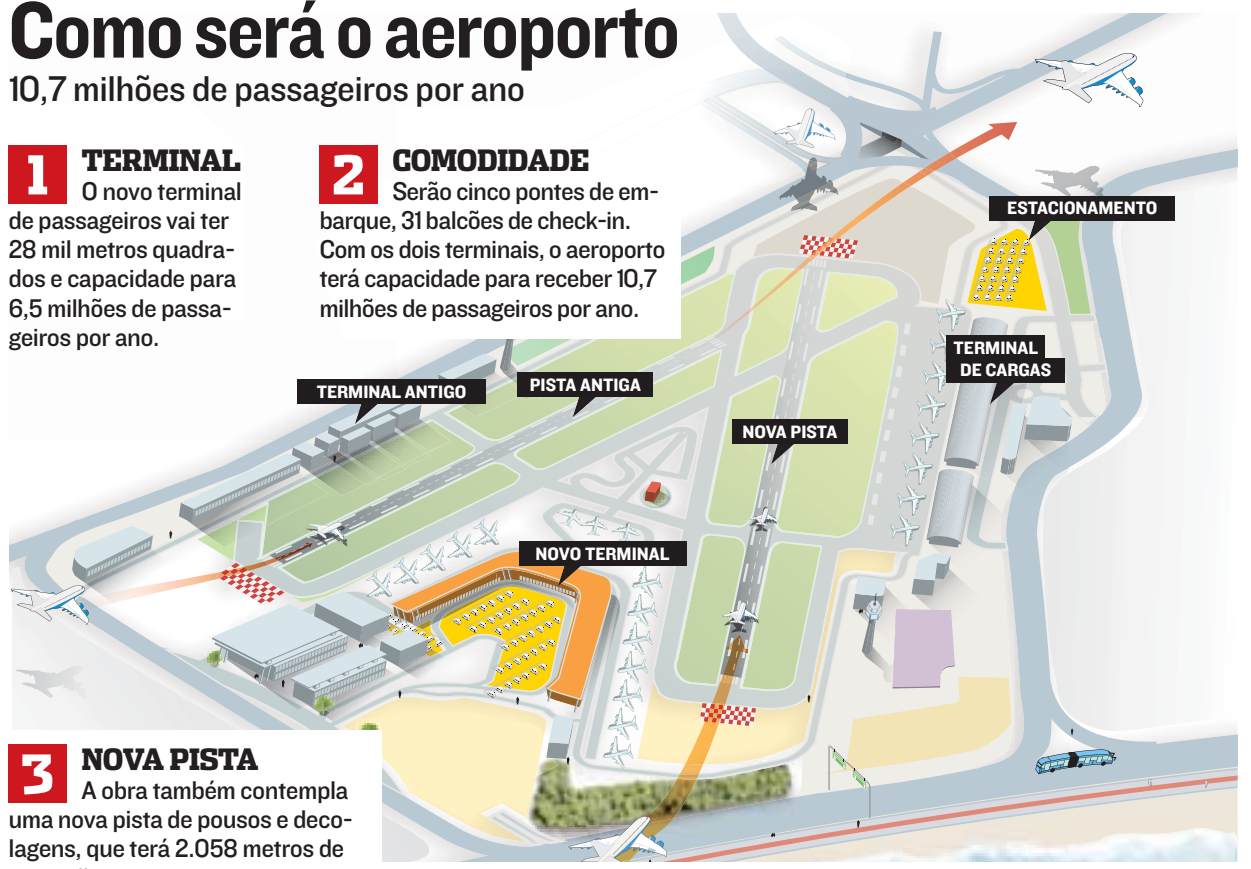 Como será o aeroporto
10,7 milhões de passageiros por ano
1 TERMINAL
O novo terminal
de passageiros vai ter
28 mil metros quadra-
dos e capacidade para
6,5 milhões de passa-
geiros por ano.
2 COMODIDADE
Serão cinco pontes de em-
barque, 31 balcões de check-in.
Com os dois terminais, o aeroporto
terá capacidade para receber 10,7
milhões de passageiros por ano.
ESTACIONAMENTO
TERMINAL
DE CARGAS
TERMINAL ANTIGO
PISTA ANTIGA
NOVA PISTA
NOVO TERMINAL
3 NOVA PISTA
A obra também contempla
uma nova pista de pousos e deco-
lagens, que terá 2.058 metros de